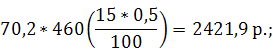 70,2 * 460(15 * 0,5 / 100) = 2421,9 р.;